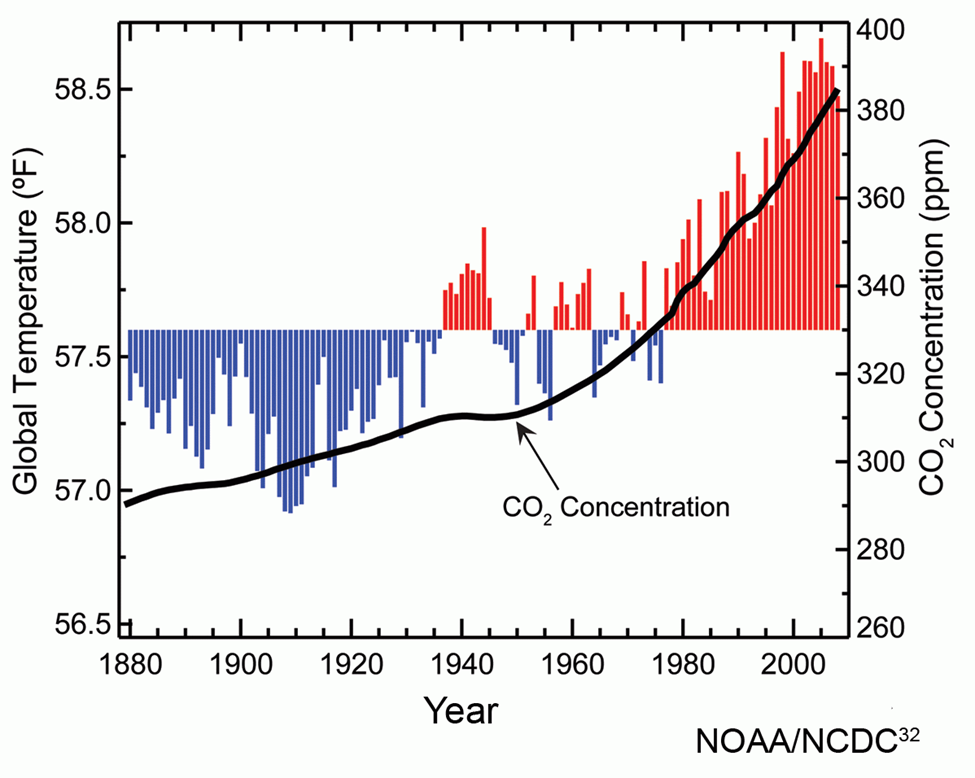 Global Temperature (ºF)
58.5
58.0
57.5
57.0
56.5
400
380
360
340
320
300
280
260
CO₂ Concentration (ppm)
CO₂ Concentration
1880 1900 1920 1940 1960 1980 2000
Year
NOAA/NCDC³²